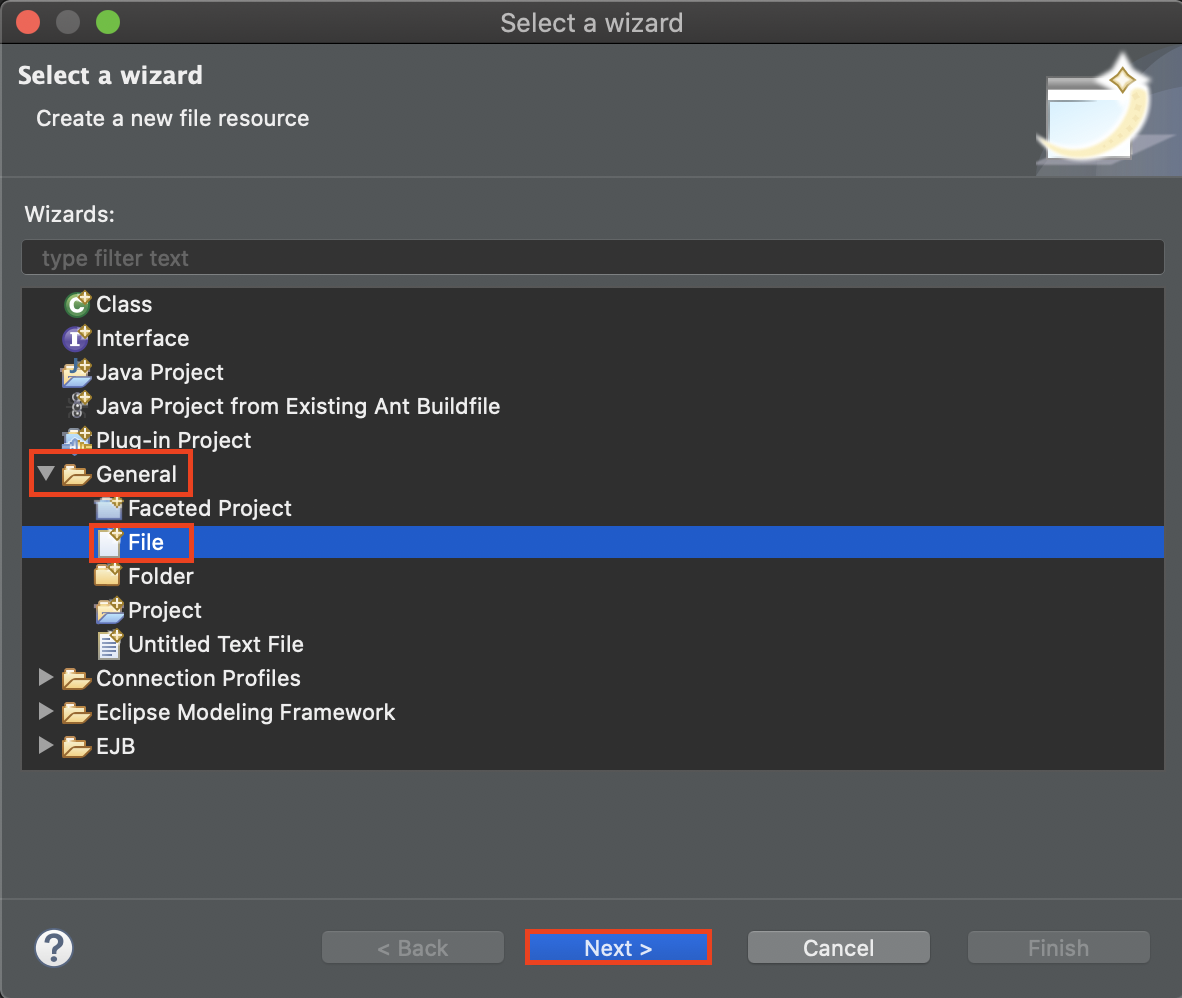 Select a wizard
Select a wizard
Create a new file resource
Wizards:
type filter text
Class
Interface
Java Project
Java Project from Existing Ant Buildfile
Plug-in Project
General
Faceted Project
File
Folder
Project
Untitled Text File
Connection Profiles
Eclipse Modeling Framework
EJB
? < Back Next > Cancel Finish